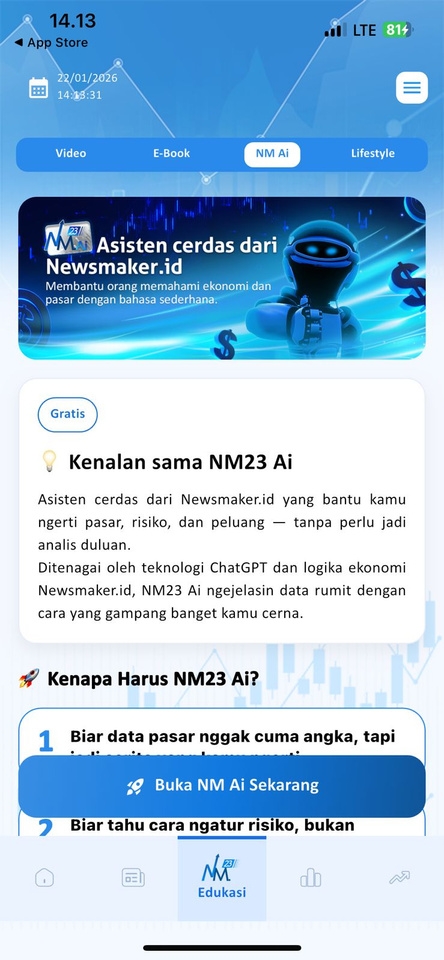 14.13
LTE 81
◀ App Store
22/01/2026
14:13:31
Video E-Book NM Ai Lifestyle
NM23 Ai Asisten cerdas dari
Newsmaker.id
Membantu orang memahami ekonomi dan
pasar dengan bahasa sederhana.
Gratis
Kenalan sama NM23 Ai
Asisten cerdas dari Newsmaker.id yang bantu kamu
ngerti pasar, risiko, dan peluang — tanpa perlu jadi
analis duluan.
Ditenagai oleh teknologi ChatGPT dan logika ekonomi
Newsmaker.id, NM23 Ai ngejelasin data rumit dengan
cara yang gampang banget kamu cerna.
🚀 Kenapa Harus NM23 Ai?
1 Biar data pasar nggak cuma angka, tapi
Buka NM Ai Sekarang
2 Biar tahu cara ngatur risiko, bukan
NM23
Edukasi